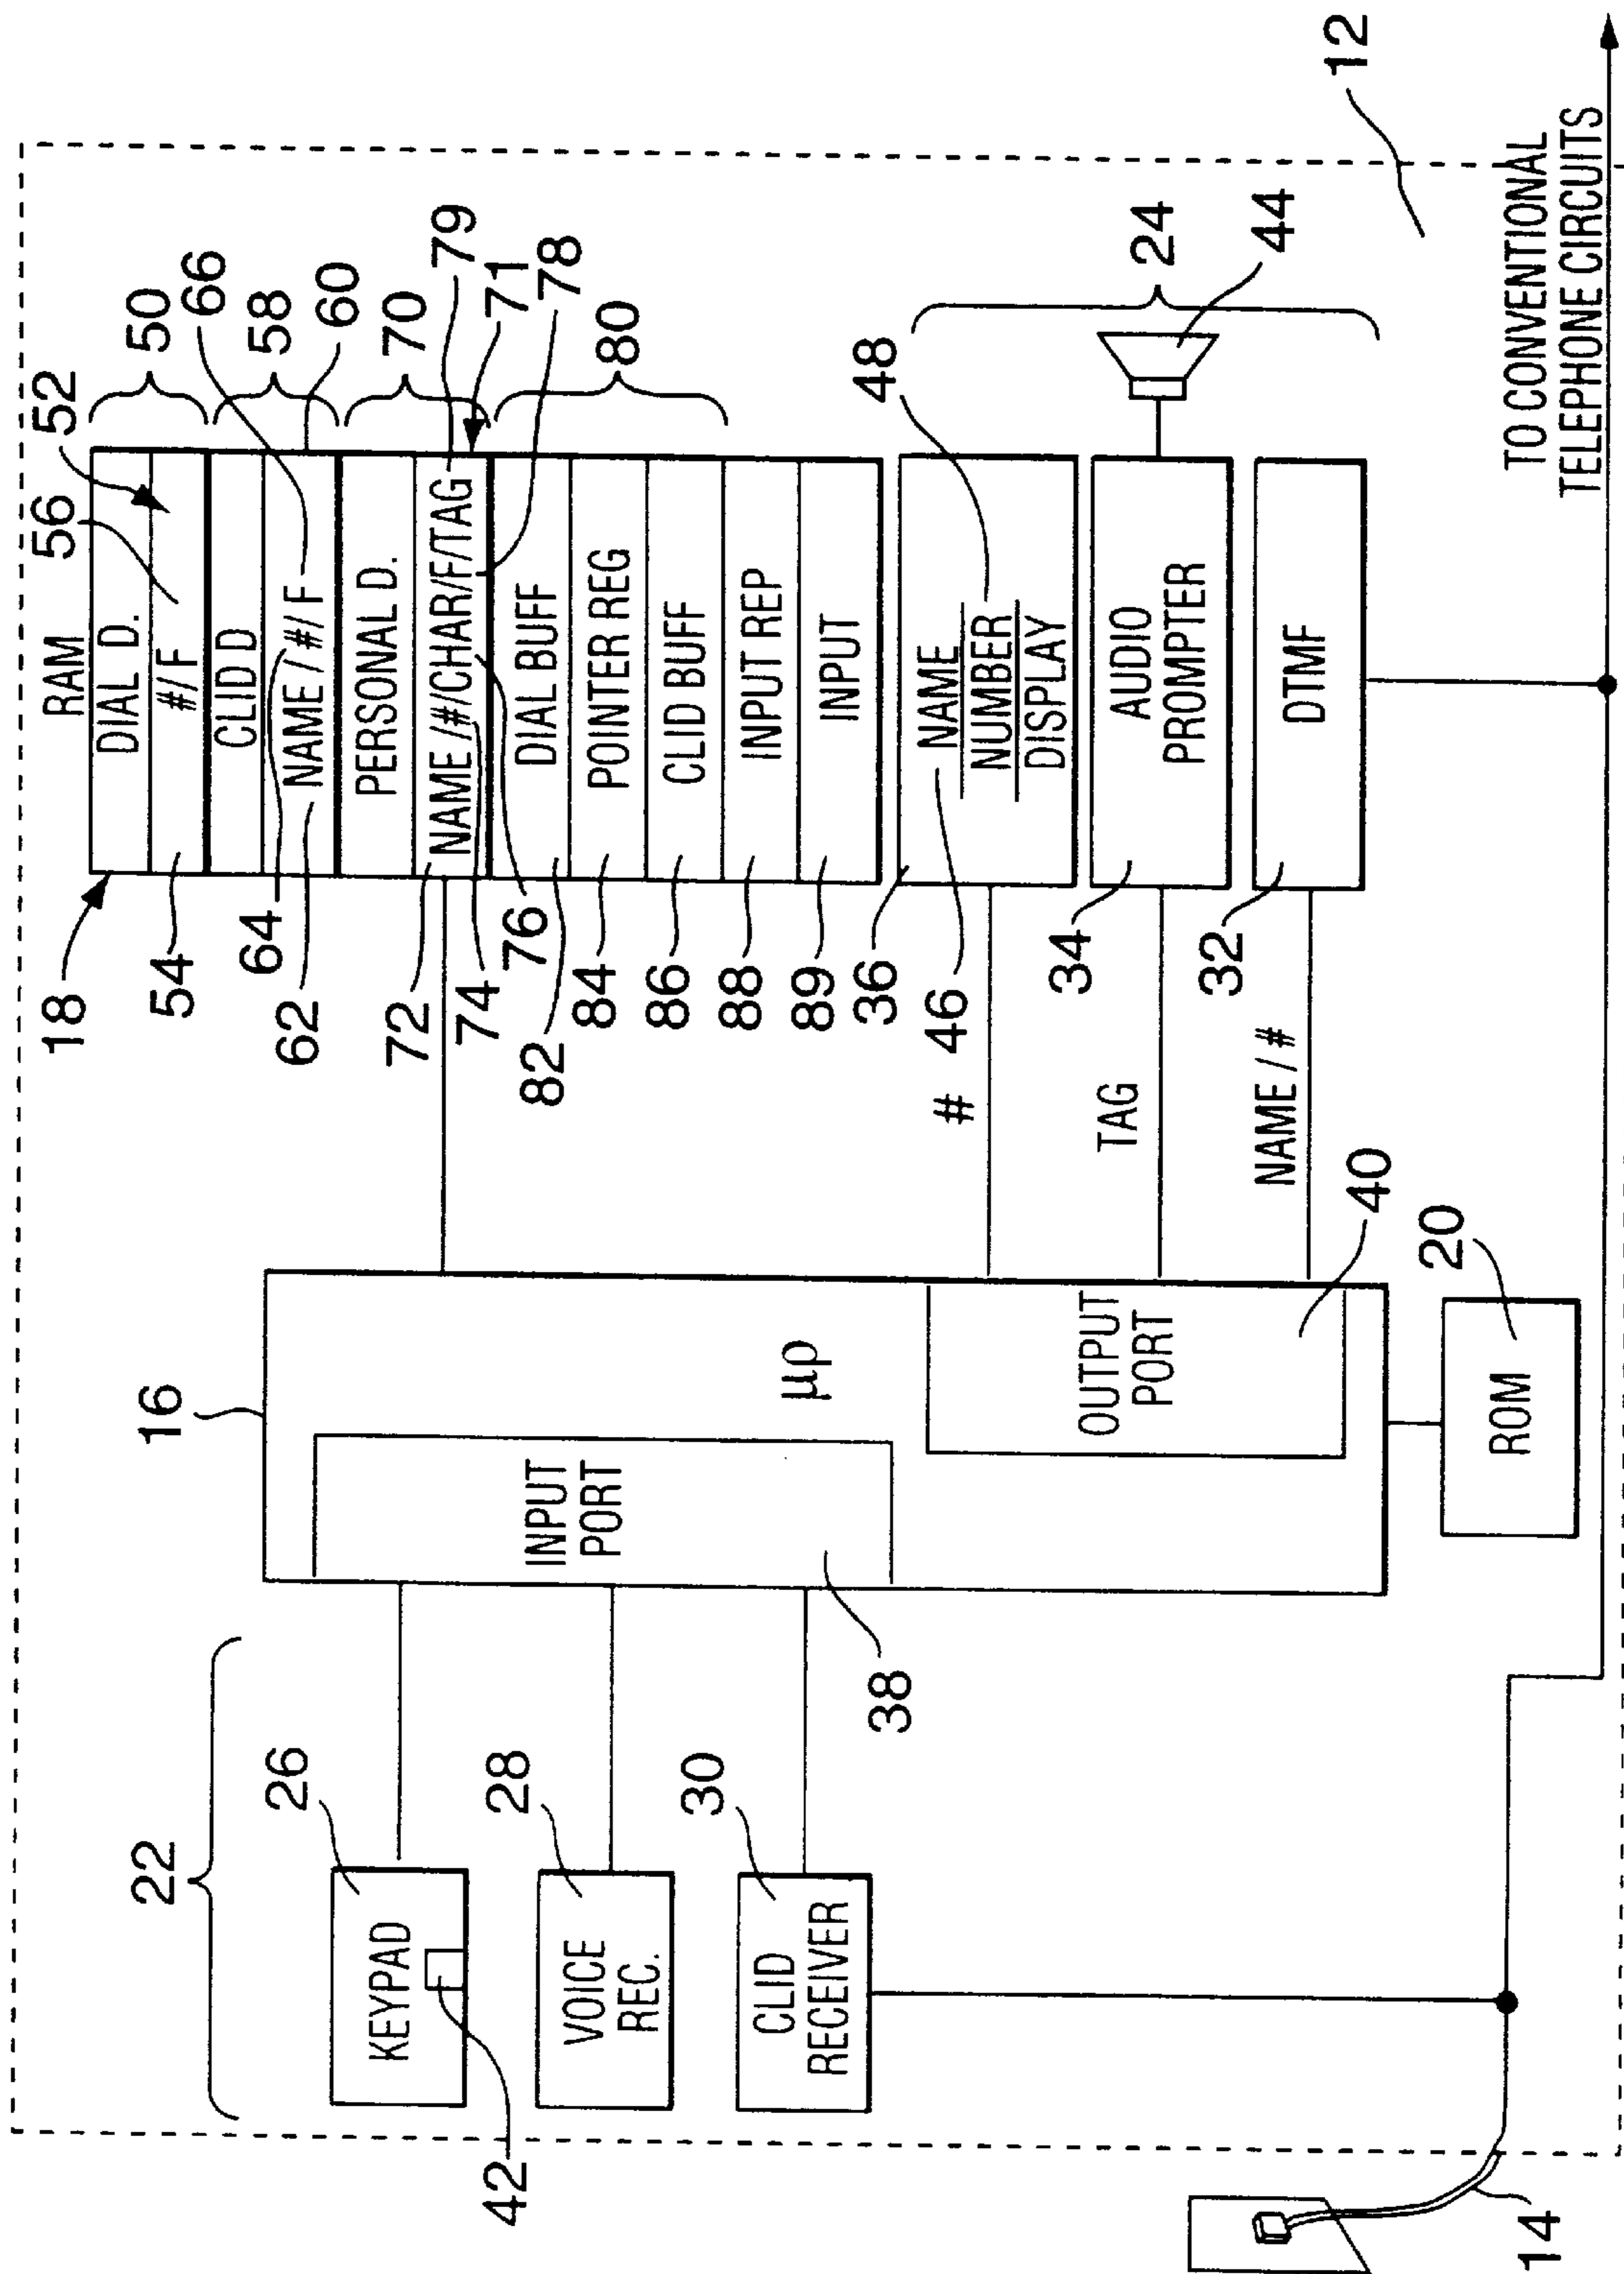 22
26
KEYPAD
42
28
VOICE
REC.
30
CLID
RECEIVER
14
16
INPUT
PORT
38
μρ
OUTPUT
PORT
40
ROM
20
#
TAG
NAME / #
18
RAM
DIAL D.
#/F
54
56
52
50
CLID D
NAME / #/ F
62
64
66
58
60
PERSONAL D.
NAME/#/CHAR/F/TAG
72
74
76
70
79
71
78
DIAL BUFF
82
POINTER REG
84
CLID BUFF
86
80
INPUT REP
88
INPUT
89
NAME
NUMBER
DISPLAY
36
46
48
AUDIO
PROMPTER
34
DTMF
32
24
44
12
TO CONVENTIONAL
TELEPHONE CIRCUITS